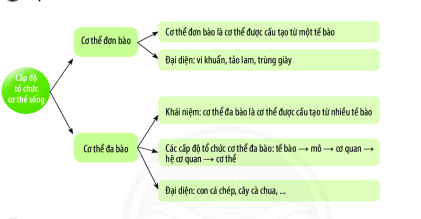 Cấp độ
tổ chức
cơ thể sống
Cơ thể đơn bào
Cơ thể đơn bào là cơ thể được cấu tạo từ một tế bào
Đại diện: vi khuẩn, tảo lam, trùng giày
Cơ thể đa bào
Khái niệm: cơ thể đa bào là cơ thể được cấu tạo từ nhiều tế bào
Các cấp độ tổ chức cơ thể đa bào: tế bào → mô → cơ quan →
hệ cơ quan → cơ thể
Đại diện: con cá chép, cây cà chua, ...